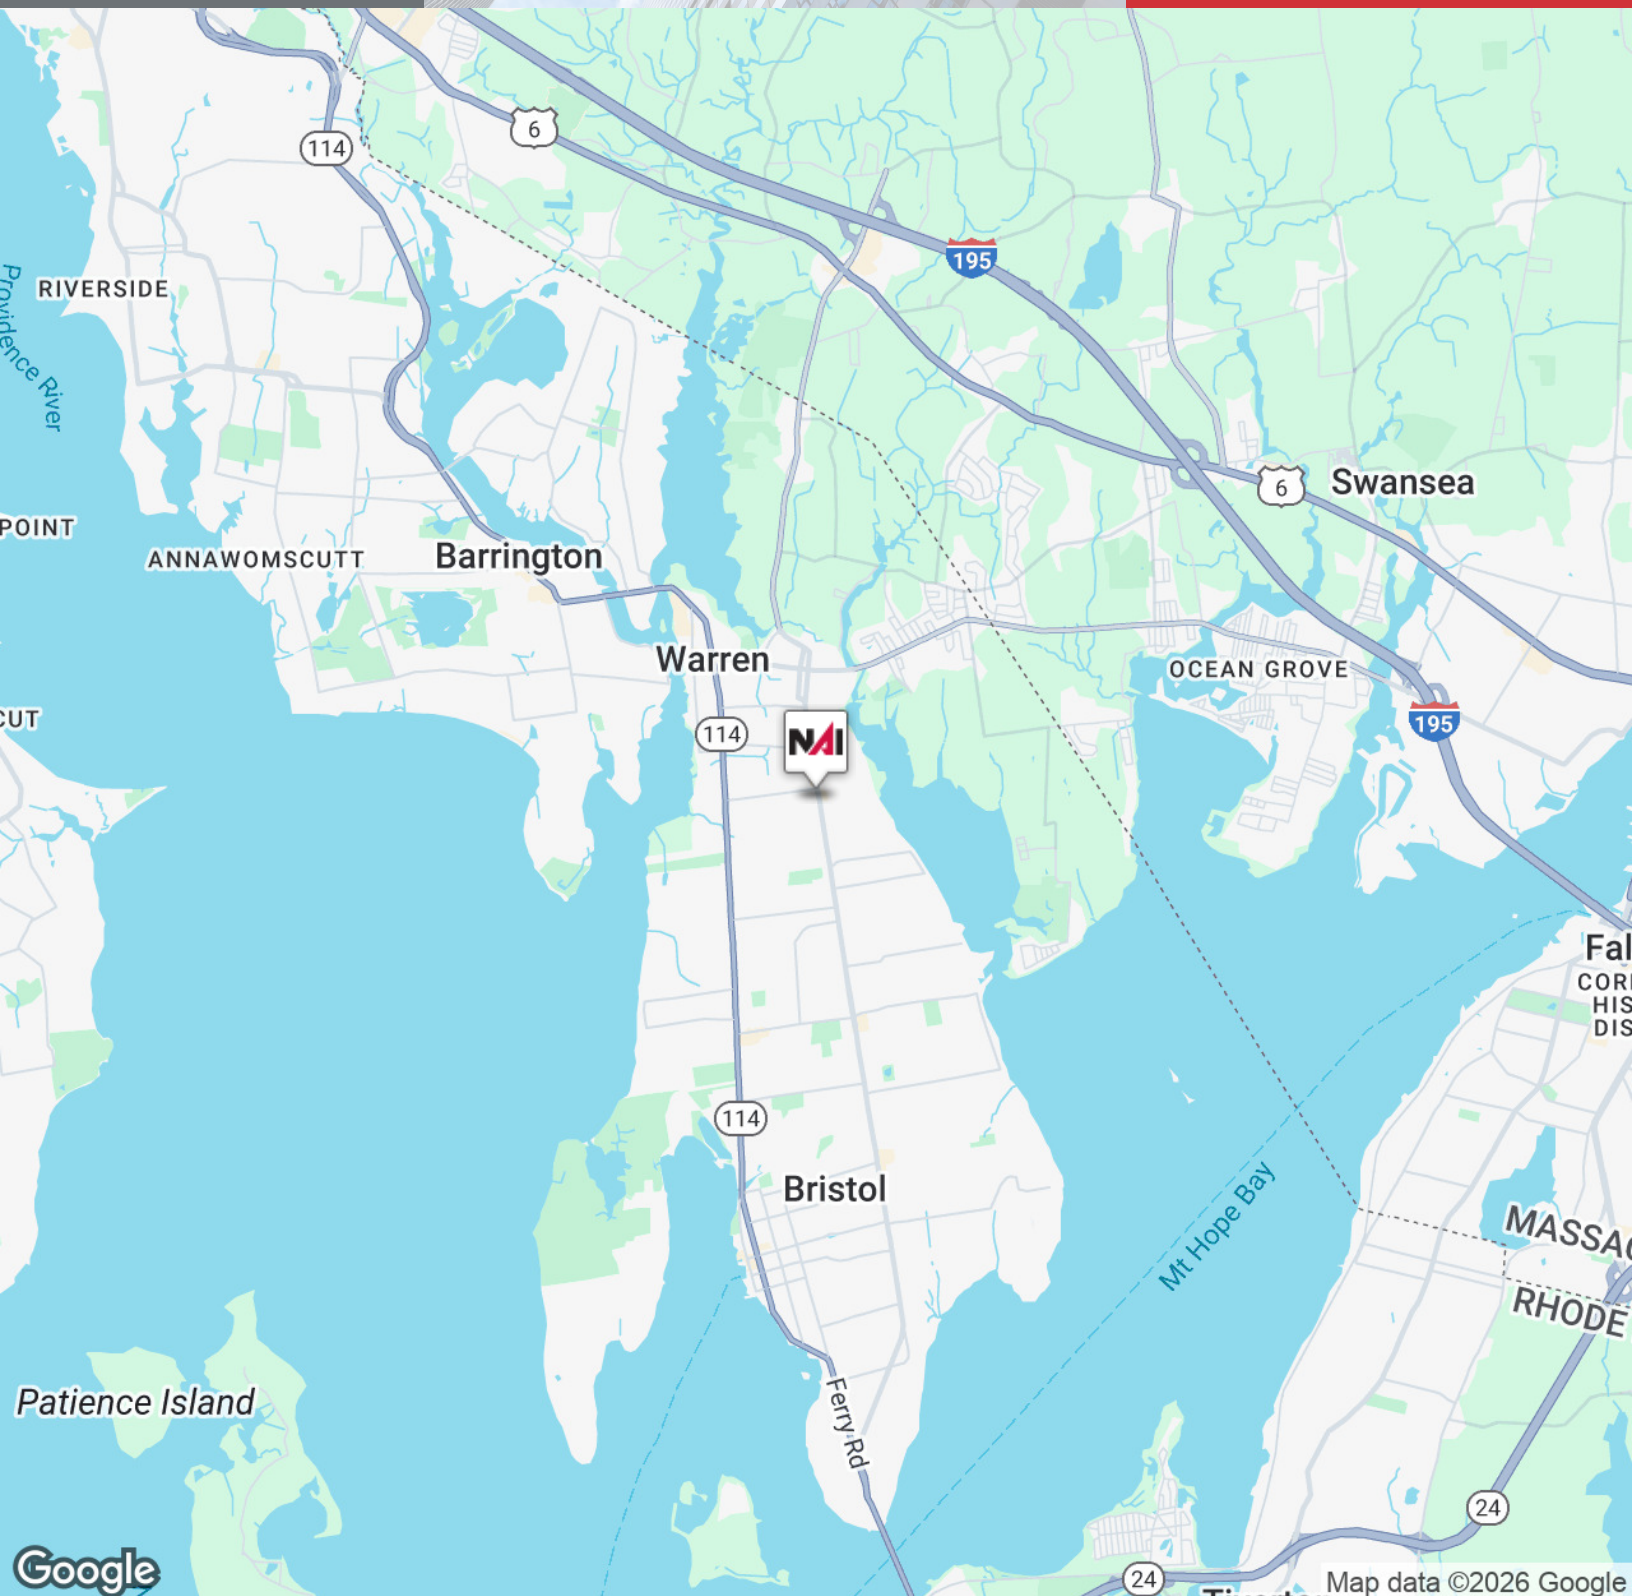 6
114
195
RIVERSIDE
Providence River
6
Swansea
POINT
ANNAWOMSCUTT
Barrington
Warren
OCEAN GROVE
CUT
114
195
NAI
Fal
CORI
HIS
DIS
114
Bristol
Mt Hope Bay
MASSAC
RHODE
Patience Island
Ferry Rd
24
Google
24
Map data ©2026 Google